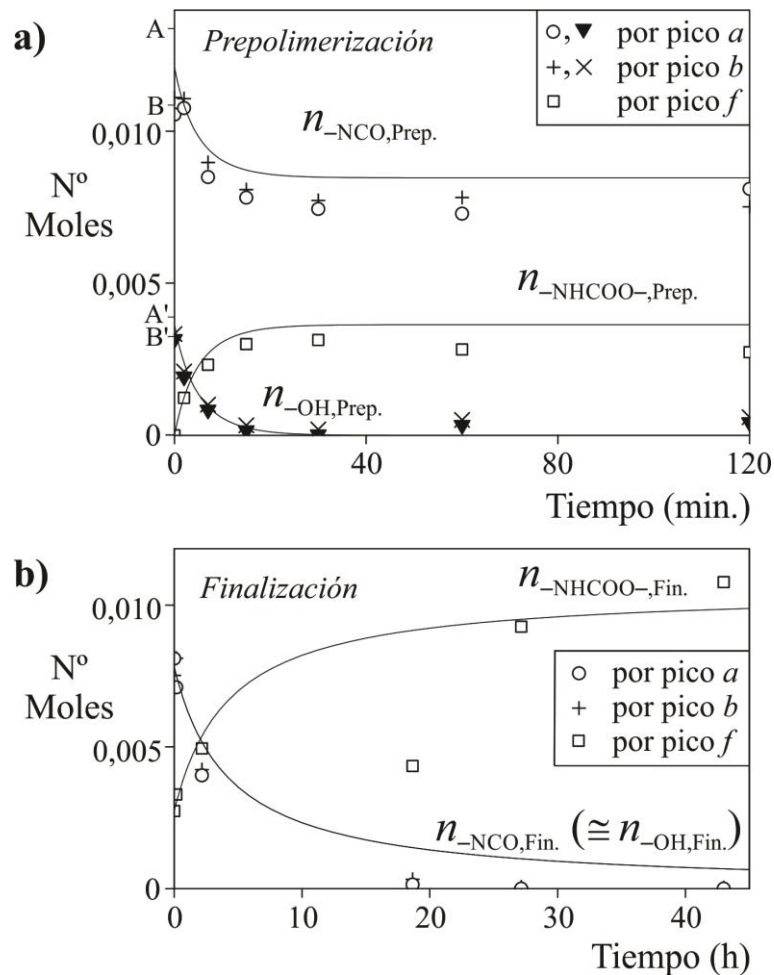 a)
Prepolimerización
○,▼ por pico a
+,× por pico b
□ por pico f
A
B
0,010
Nº
Moles
0,005
A'
B'
0
n–NCO,Prep.
n–NHCOO–,Prep.
n–OH,Prep.
0 40 80 120
Tiempo (min.)
b)
Finalización
n–NHCOO–,Fin.
0,010
Nº
Moles
0,005
0
○ por pico a
+ por pico b
□ por pico f
n–NCO,Fin. (≅ n–OH,Fin.)
0 10 20 30 40
Tiempo (h)